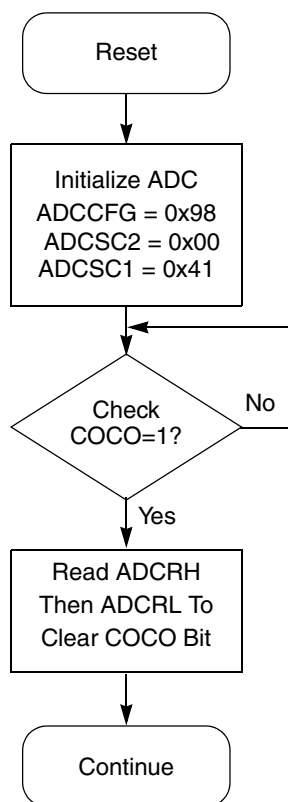 Reset
Initialize ADC
ADCCFG = 0x98
ADCSC2 = 0x00
ADCSC1 = 0x41
Check
COCO=1?
No
Yes
Read ADCRH
Then ADCRL To
Clear COCO Bit
Continue